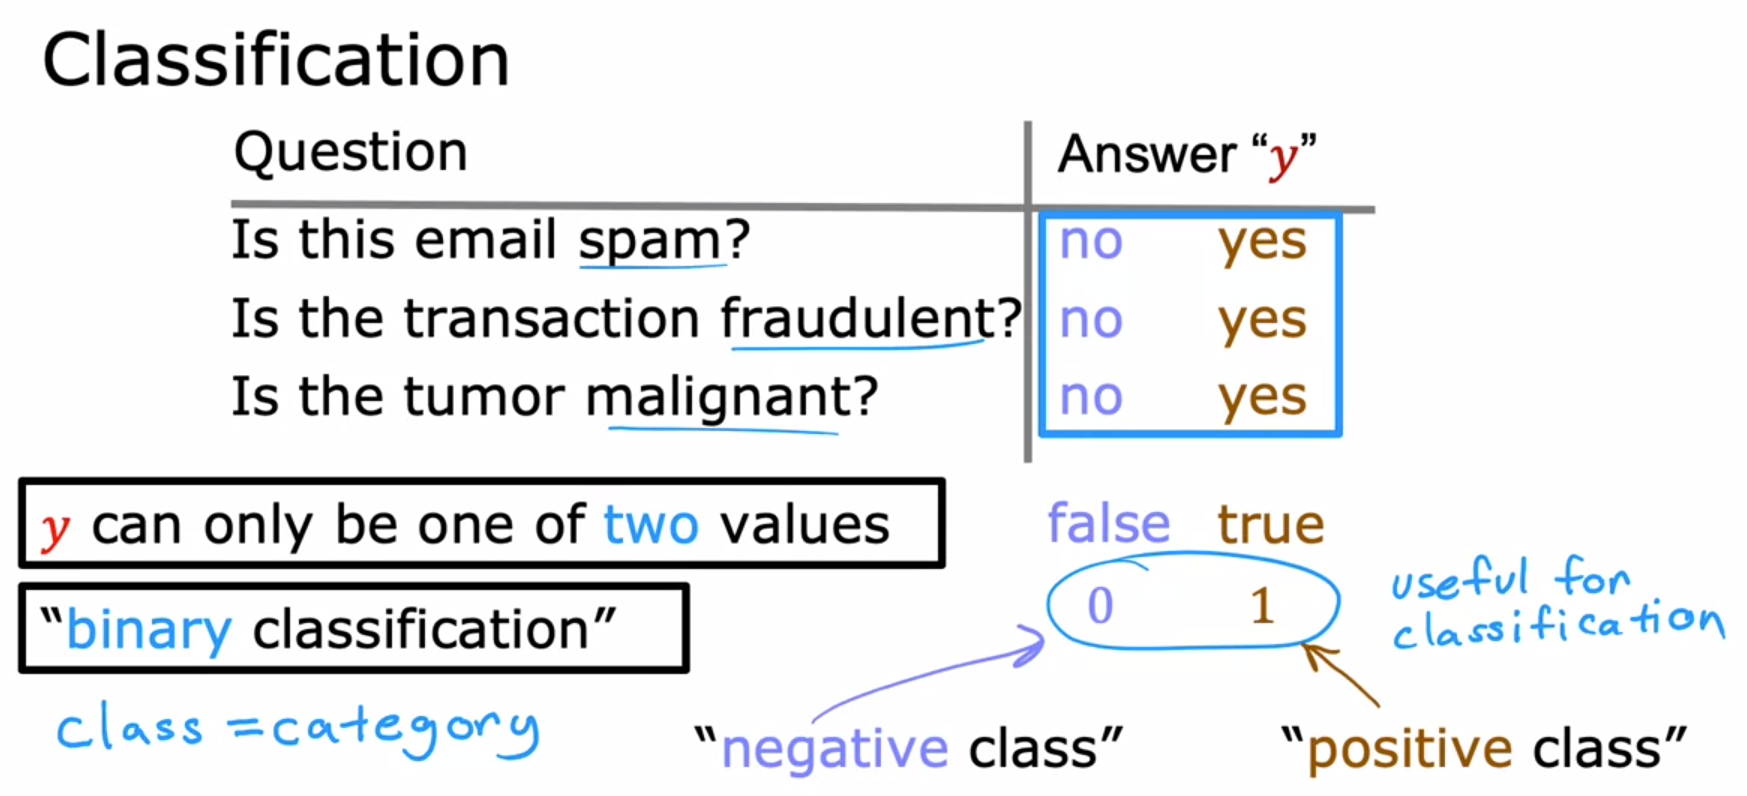 Classification
Question Answer “y”
Is this email spam? no yes
Is the transaction fraudulent? no yes
Is the tumor malignant? no yes
y can only be one of two values
false true
“binary classification”
0 1
useful for
classification
class = category
“negative class” “positive class”